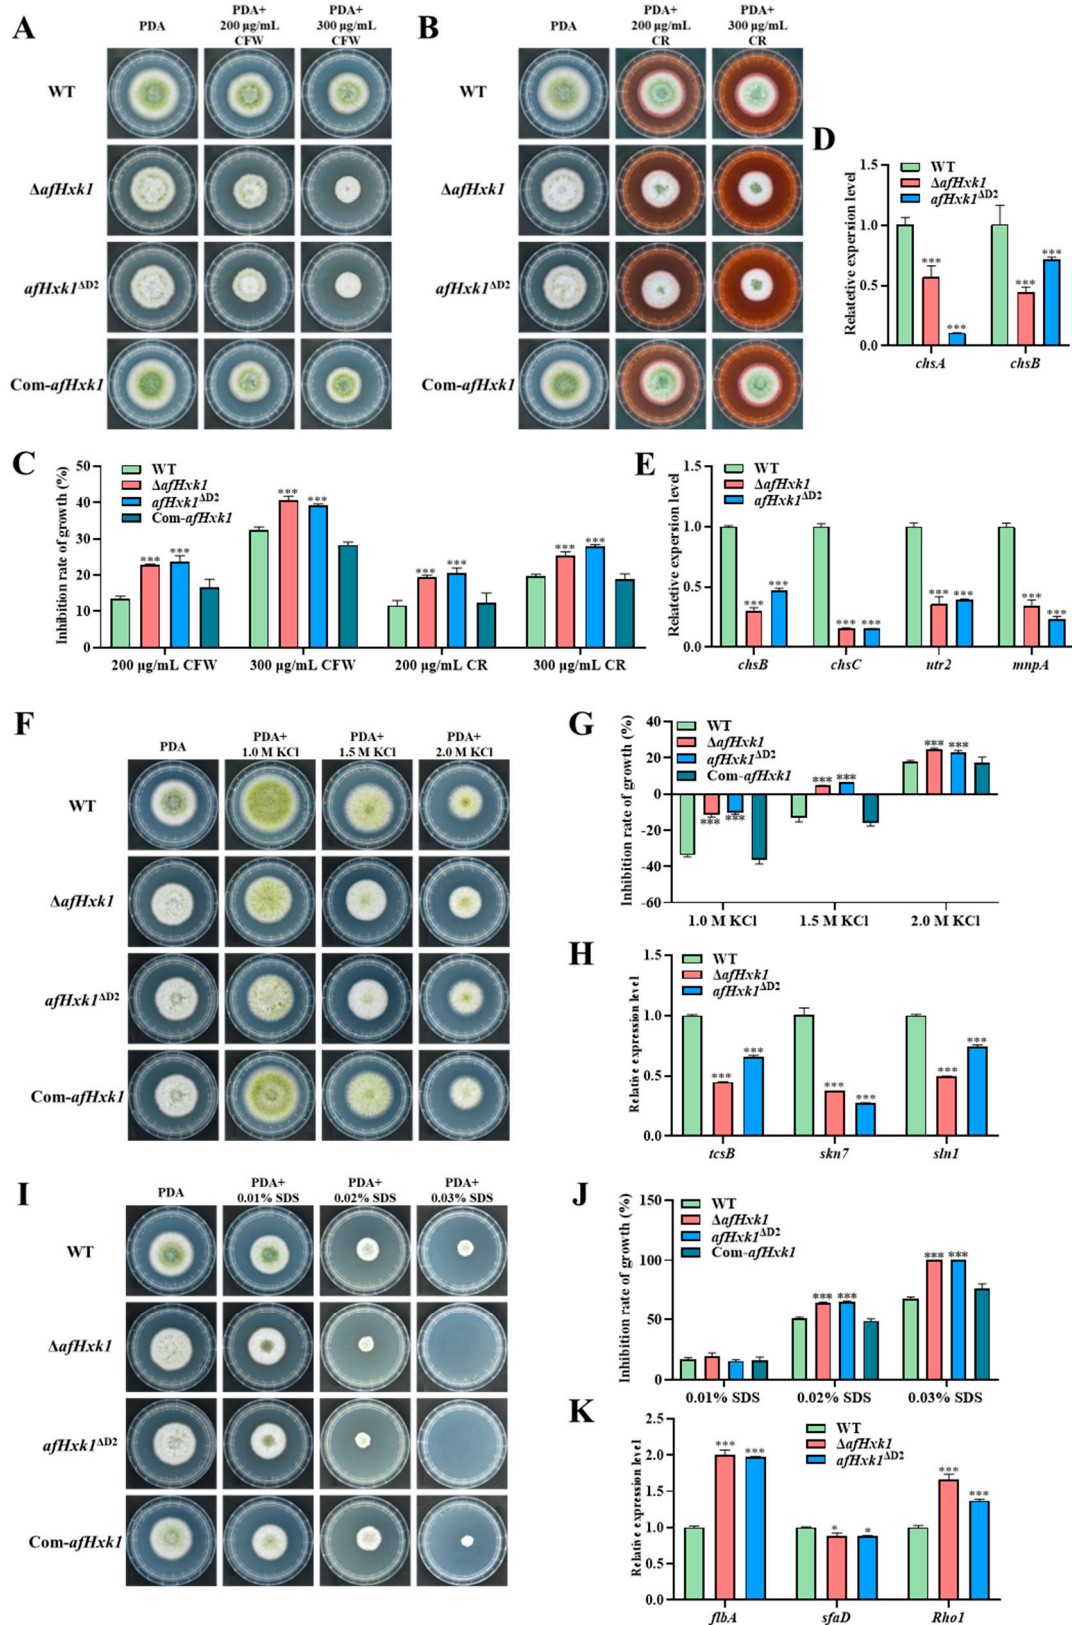 A
PDA
PDA+
200 µg/mL
CFW
PDA+
300 µg/mL
CFW
WT
ΔafHxk1
afHxk1ΔD2
Com-afHxk1
B
PDA
PDA+
200 µg/mL
CR
PDA+
300 µg/mL
CR
WT
ΔafHxk1
afHxk1ΔD2
Com-afHxk1
D
Relatetive expersion level
1.5
1.0
0.5
0.0
WT
ΔafHxk1
afHxk1ΔD2
***
***
***
***
chsA
chsB
C
Inhibition rate of growth (%)
50
40
30
20
10
0
WT
ΔafHxk1
afHxk1ΔD2
Com-afHxk1
*** ***
*** ***
*** ***
*** ***
200 µg/mL CFW
300 µg/mL CFW
200 µg/mL CR
300 µg/mL CR
E
Relatetive expersion level
1.5
1.0
0.5
0.0
WT
ΔafHxk1
afHxk1ΔD2
*** ***
*** ***
*** ***
*** ***
chsB
chsC
utr2
mnpA
F
PDA
PDA+
1.0 M KCl
PDA+
1.5 M KCl
PDA+
2.0 M KCl
WT
ΔafHxk1
afHxk1ΔD2
Com-afHxk1
G
Inhibition rate of growth (%)
40
20
0
-20
-40
-60
WT
ΔafHxk1
afHxk1ΔD2
Com-afHxk1
*** ***
*** ***
*** ***
1.0 M KCl
1.5 M KCl
2.0 M KCl
H
Relative expression level
1.5
1.0
0.5
0.0
WT
ΔafHxk1
afHxk1ΔD2
*** ***
*** ***
*** ***
tcsB
skn7
sln1
I
PDA
PDA+
0.01% SDS
PDA+
0.02% SDS
PDA+
0.03% SDS
WT
ΔafHxk1
afHxk1ΔD2
Com-afHxk1
J
Inhibition rate of growth (%)
150
100
50
0
WT
ΔafHxk1
afHxk1ΔD2
Com-afHxk1
*** ***
*** ***
0.01% SDS
0.02% SDS
0.03% SDS
K
Relative expression level
2.5
2.0
1.5
1.0
0.5
0.0
WT
ΔafHxk1
afHxk1ΔD2
*** ***
* *
*** ***
flbA
sfaD
Rho1